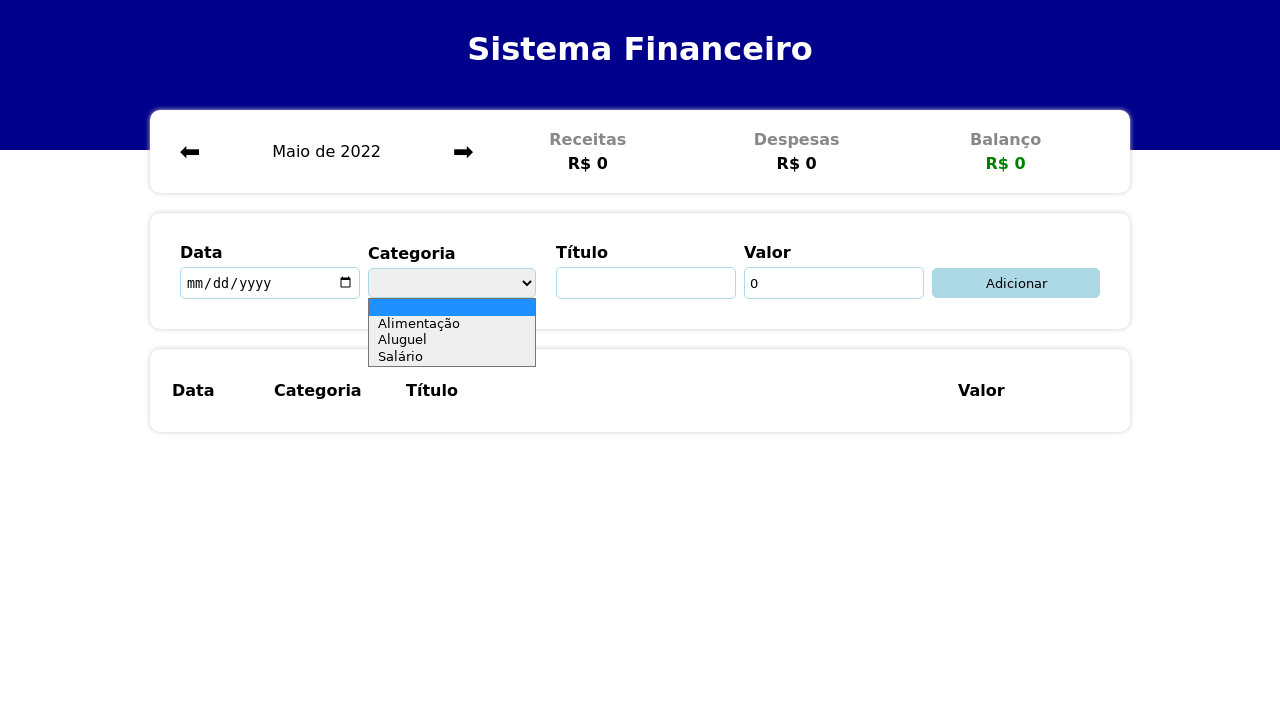 Sistema Financeiro
⬅ Maio de 2022 ➡
Receitas
R$ 0
Despesas
R$ 0
Balanço
R$ 0
Data
mm/dd/yyyy
Categoria
Alimentação
Aluguel
Salário
Título
Valor
0
Adicionar
Data Categoria Título Valor